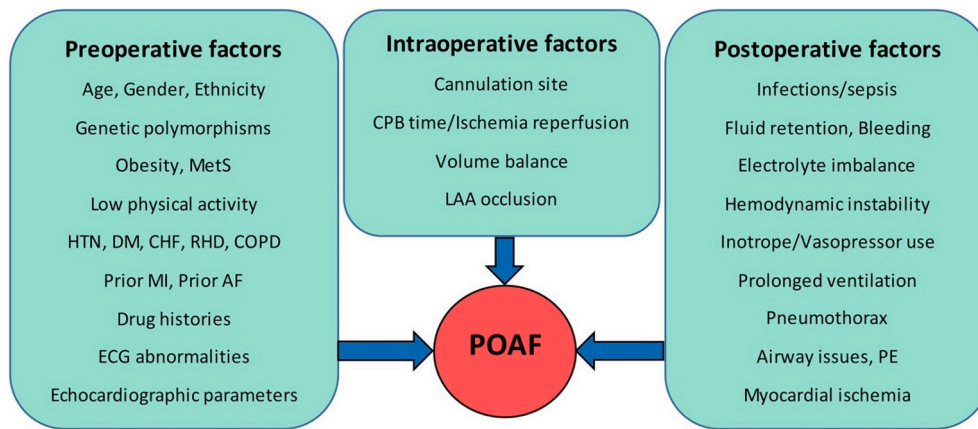 Preoperative factors
Age, Gender, Ethnicity
Genetic polymorphisms
Obesity, MetS
Low physical activity
HTN, DM, CHF, RHD, COPD
Prior MI, Prior AF
Drug histories
ECG abnormalities
Echocardiographic parameters
Intraoperative factors
Cannulation site
CPB time/Ischemia reperfusion
Volume balance
LAA occlusion
Postoperative factors
Infections/sepsis
Fluid retention, Bleeding
Electrolyte imbalance
Hemodynamic instability
Inotrope/Vasopressor use
Prolonged ventilation
Pneumothorax
Airway issues, PE
Myocardial ischemia
POAF